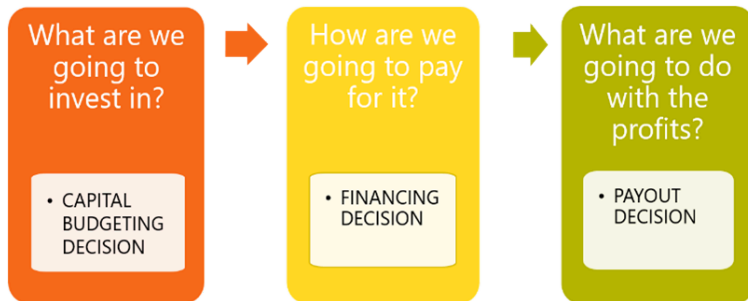 What are we
going to
invest in?
• CAPITAL
BUDGETING
DECISION
How are we
going to pay
for it?
• FINANCING
DECISION
What are we
going to do
with the
profits?
• PAYOUT
DECISION